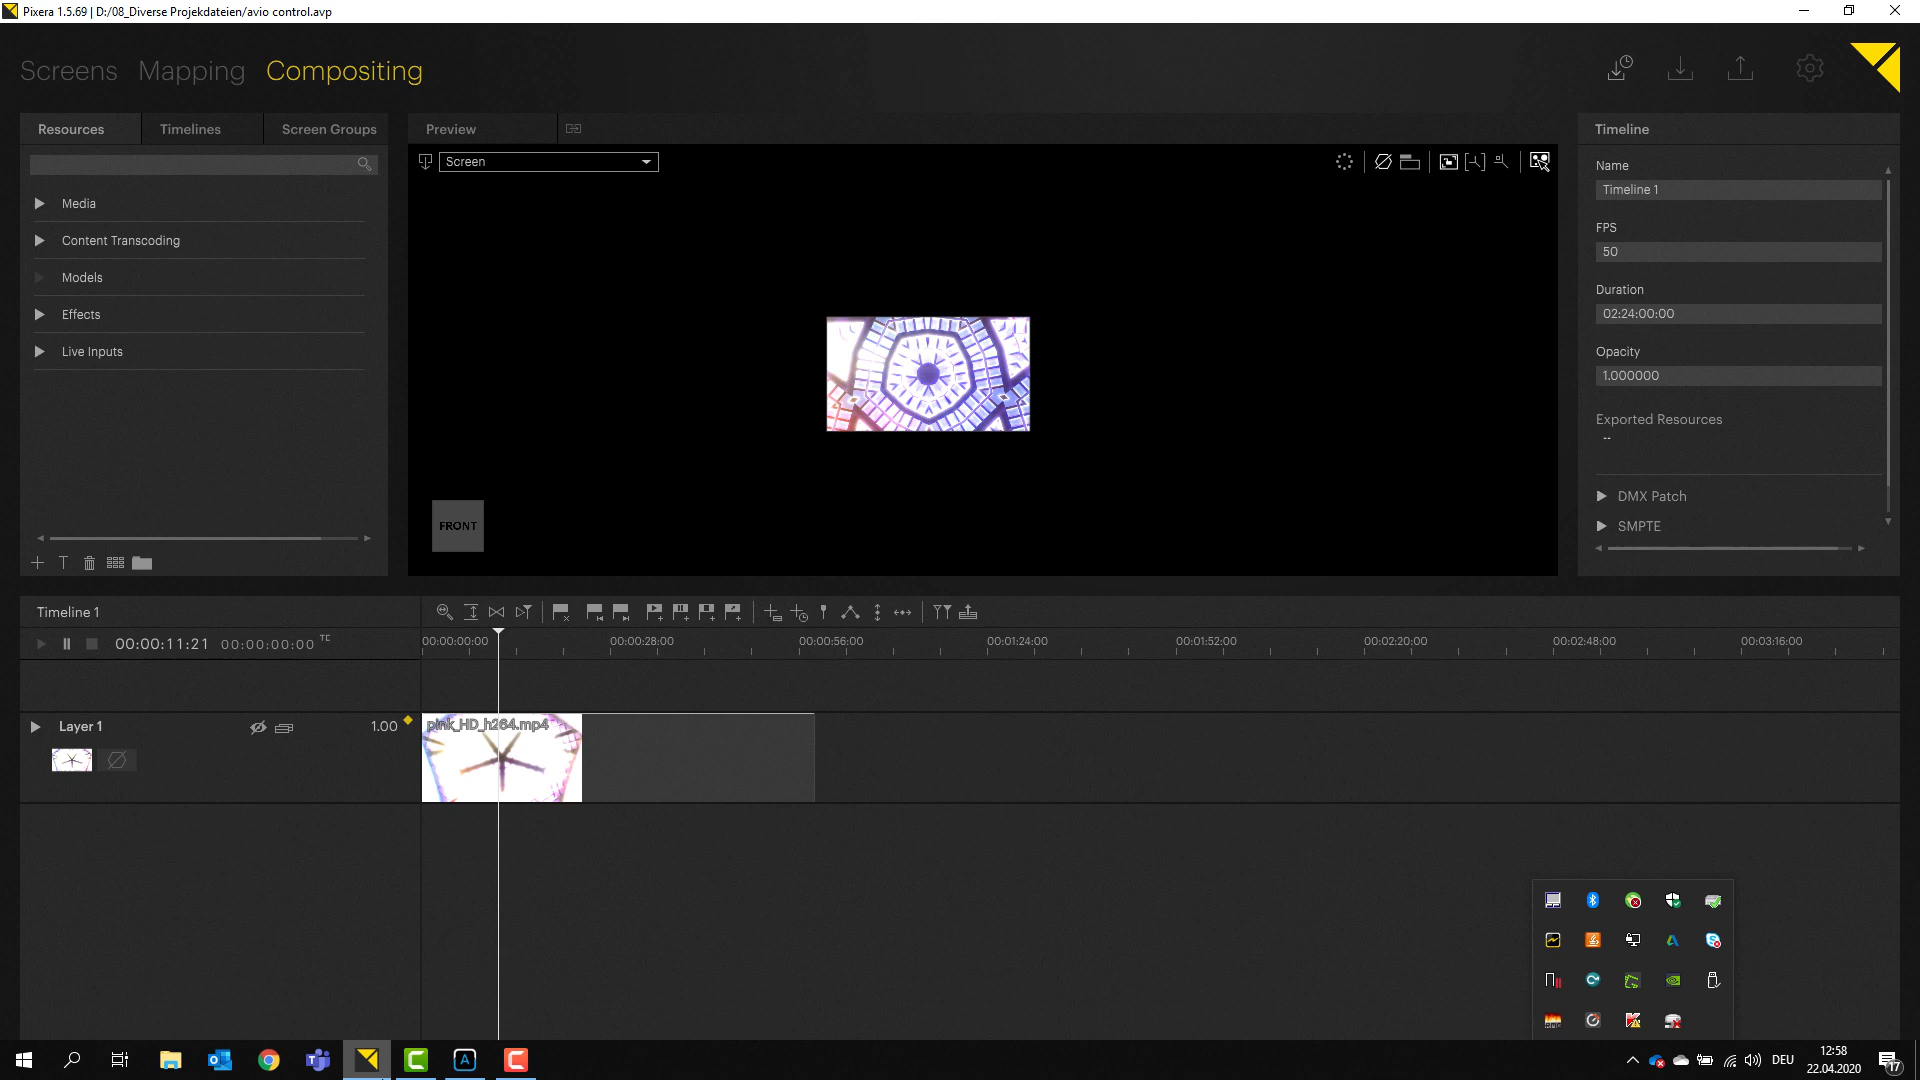 Pixera 1.5.69 | D:/08_Diverse Projekdateien/avio control.avp
Screens Mapping Compositing
Resources Timelines Screen Groups
Media
Content Transcoding
Models
Effects
Live Inputs
T
Preview
Screen
FRONT
Timeline
Name
Timeline 1
FPS
50
Duration
02:24:00:00
Opacity
1.000000
Exported Resources
--
DMX Patch
SMPTE
Timeline 1
00:00:11:21 00:00:00:00 TC
00:00:00:00 00:00:28:00 00:00:56:00 00:01:24:00 00:01:52:00 00:02:20:00 00:02:48:00 00:03:16:00
Layer 1 1.00
pink_HD_h264.mp4
DEU
12:58
22.04.2020
17